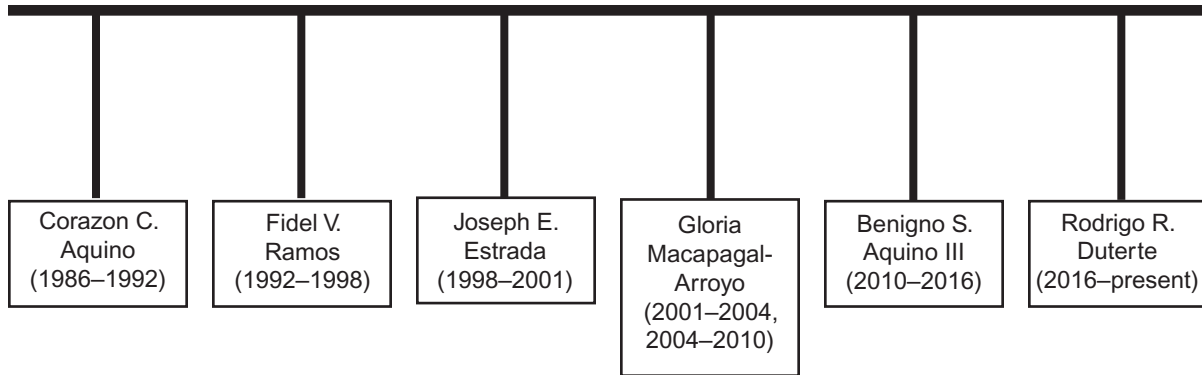 Corazon C.
Aquino
(1986–1992)
Fidel V.
Ramos
(1992–1998)
Joseph E.
Estrada
(1998–2001)
Gloria
Macapagal-
Arroyo
(2001–2004,
2004–2010)
Benigno S.
Aquino III
(2010–2016)
Rodrigo R.
Duterte
(2016–present)